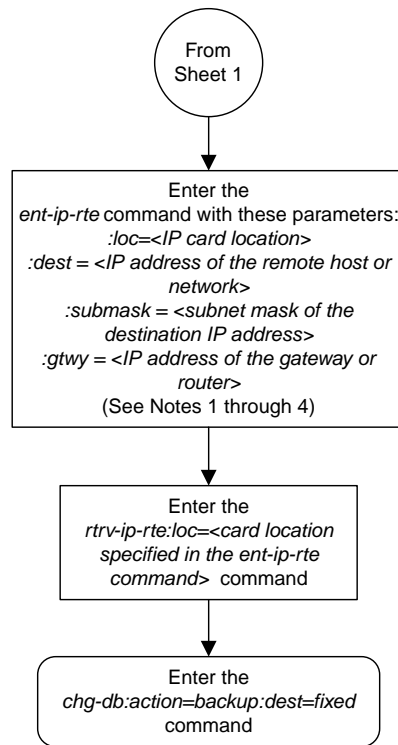 From
Sheet 1
Enter the
ent-ip-rte command with these parameters:
:loc=<IP card location>
:dest = <IP address of the remote host or
network>
:submask = <subnet mask of the
destination IP address>
:gtwy = <IP address of the gateway or
router>
(See Notes 1 through 4)
Enter the
rtrv-ip-rte:loc=<card location
specified in the ent-ip-rte
command> command
Enter the
chg-db:action=backup:dest=fixed
command